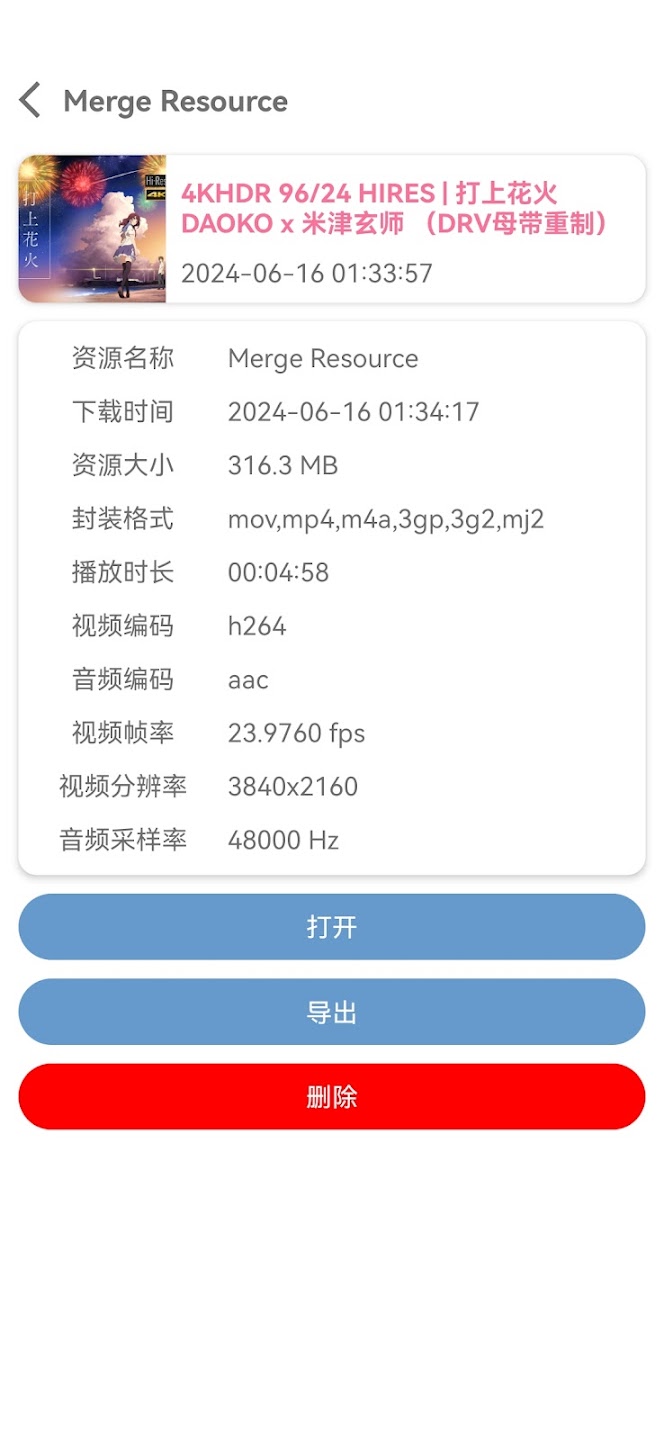 Merge Resource
打上花火
Hi-Res
4K
4KHDR 96/24 HIRES | 打上花火
DAOKO x 米津玄师 （DRV母带重制）
2024-06-16 01:33:57
资源名称 Merge Resource
下载时间 2024-06-16 01:34:17
资源大小 316.3 MB
封装格式 mov,mp4,m4a,3gp,3g2,mj2
播放时长 00:04:58
视频编码 h264
音频编码 aac
视频帧率 23.9760 fps
视频分辨率 3840x2160
音频采样率 48000 Hz
打开
导出
删除